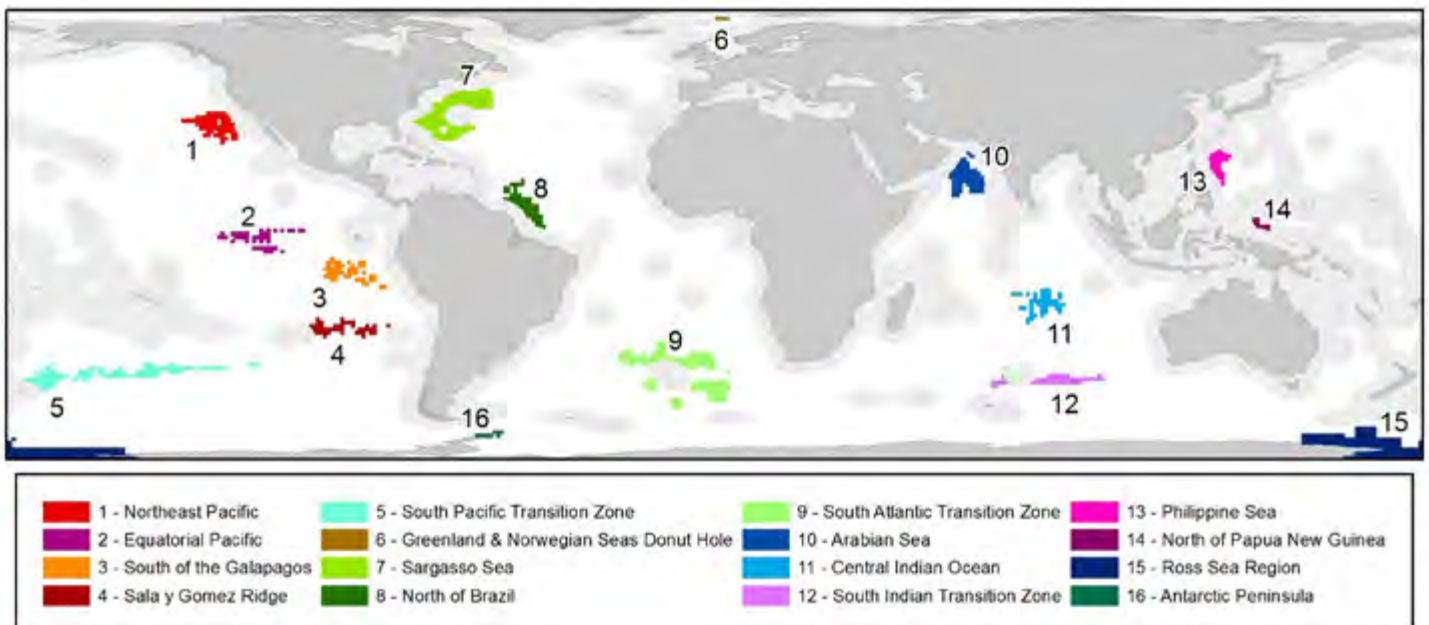 6
7
1
10
13
8
14
2
3
11
4
9
5
12
16
15
1 - Northeast Pacific
2 - Equatorial Pacific
3 - South of the Galapagos
4 - Sala y Gomez Ridge
5 - South Pacific Transition Zone
6 - Greenland & Norwegian Seas Donut Hole
7 - Sargasso Sea
8 - North of Brazil
9 - South Atlantic Transition Zone
10 - Arabian Sea
11 - Central Indian Ocean
12 - South Indian Transition Zone
13 - Philippine Sea
14 - North of Papua New Guinea
15 - Ross Sea Region
16 - Antarctic Peninsula